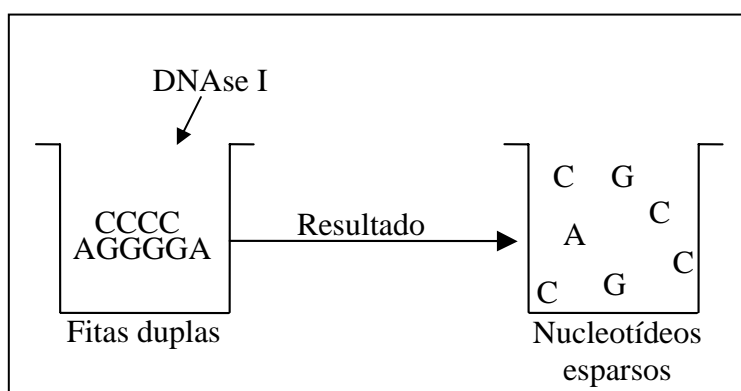 DNAse I
CCCC
AGGGGA
Resultado
C G
C
A
C
G
C
Fitas duplas
Nucleotídeos
esparsos